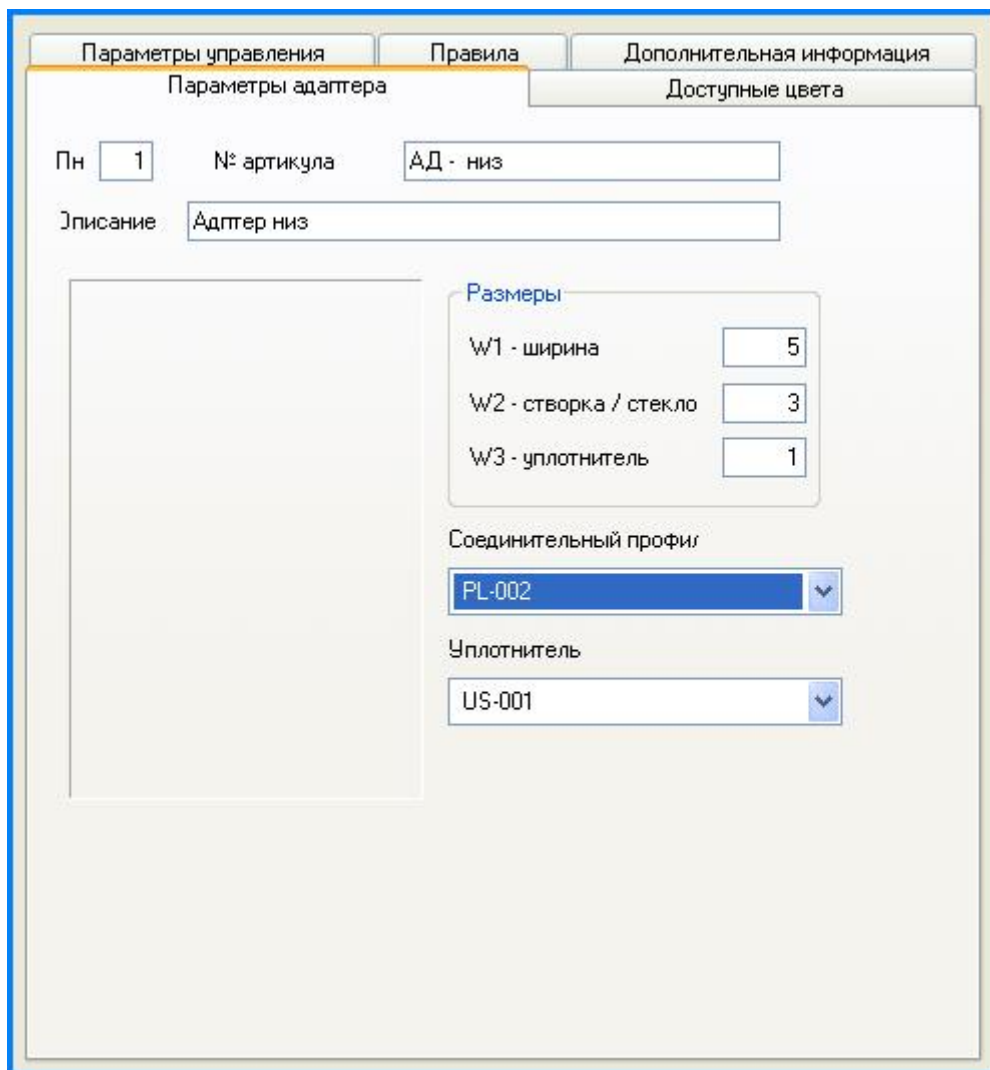 Параметры управления Правила Дополнительная информация
Параметры адаптера Доступные цвета
Пн 1 № артикула АД - низ
Описание Адптер низ
Размеры
W1 - ширина 5
W2 - створка / стекло 3
W3 - уплотнитель 1
Соединительный профил
PL-002
Уплотнитель
US-001